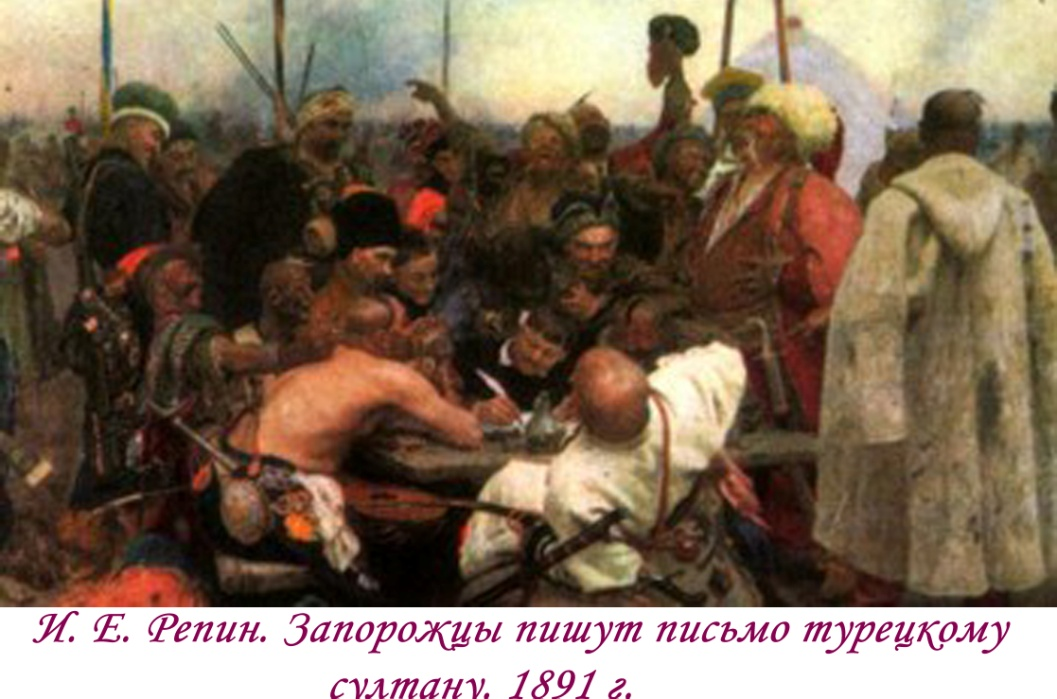 И. Е. Репин. Запорожцы пишут письмо турецкому
султану. 1891 г.